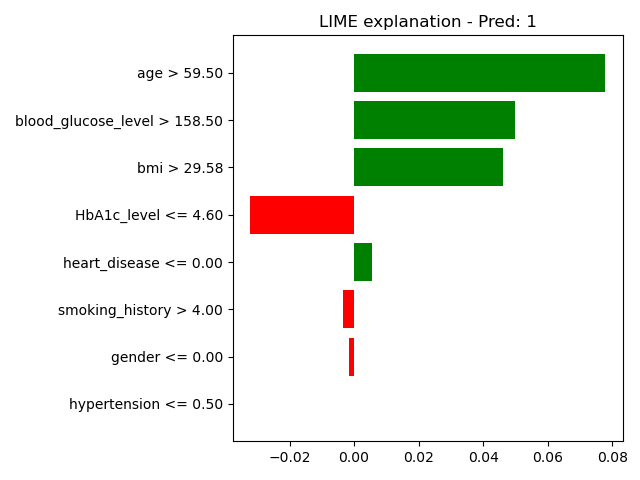 LIME explanation - Pred: 1
age > 59.50
blood_glucose_level > 158.50
bmi > 29.58
HbA1c_level <= 4.60
heart_disease <= 0.00
smoking_history > 4.00
gender <= 0.00
hypertension <= 0.50
−0.02 0.00 0.02 0.04 0.06 0.08